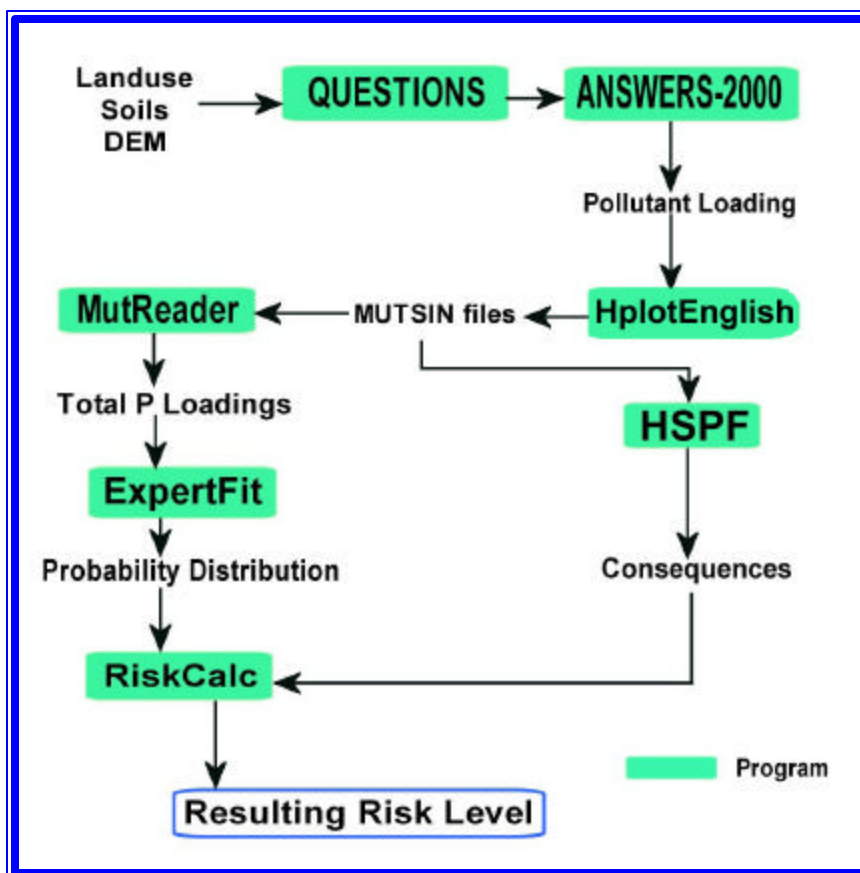 Landuse
Soils
DEM
QUESTIONS
ANSWERS-2000
Pollutant Loading
MutReader
MUTSIN files
HplotEnglish
Total P Loadings
HSPF
ExpertFit
Probability Distribution
Consequences
RiskCalc
Program
Resulting Risk Level